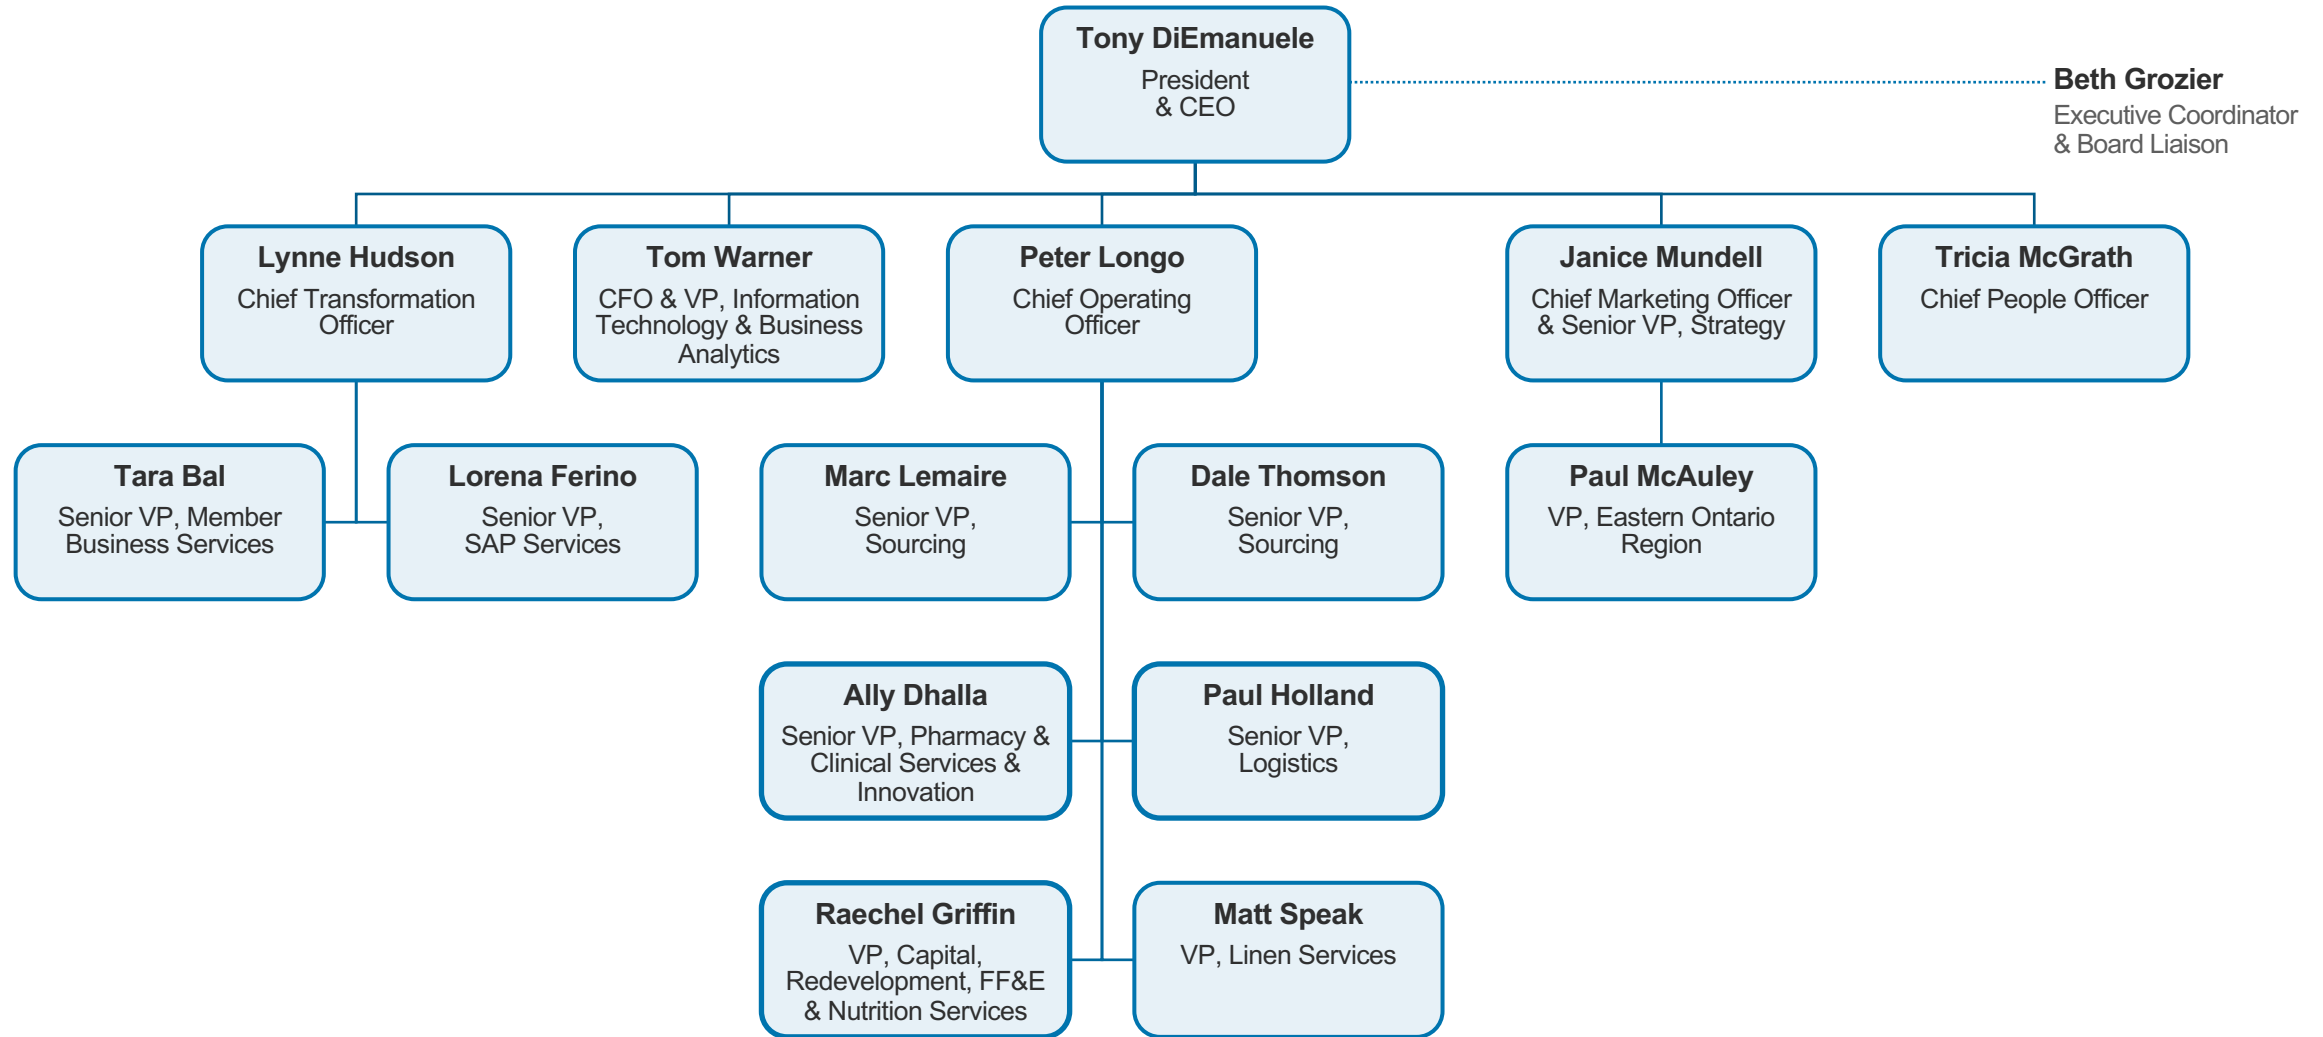 Tony DiEmanuele
President
& CEO
Beth Grozier
Executive Coordinator
& Board Liaison
Lynne Hudson
Chief Transformation
Officer
Tom Warner
CFO & VP, Information
Technology & Business
Analytics
Peter Longo
Chief Operating
Officer
Janice Mundell
Chief Marketing Officer
& Senior VP, Strategy
Tricia McGrath
Chief People Officer
Tara Bal
Senior VP, Member
Business Services
Lorena Ferino
Senior VP,
SAP Services
Marc Lemaire
Senior VP,
Sourcing
Dale Thomson
Senior VP,
Sourcing
Paul McAuley
VP, Eastern Ontario
Region
Ally Dhalla
Senior VP, Pharmacy &
Clinical Services &
Innovation
Paul Holland
Senior VP,
Logistics
Raechel Griffin
VP, Capital,
Redevelopment, FF&E
& Nutrition Services
Matt Speak
VP, Linen Services